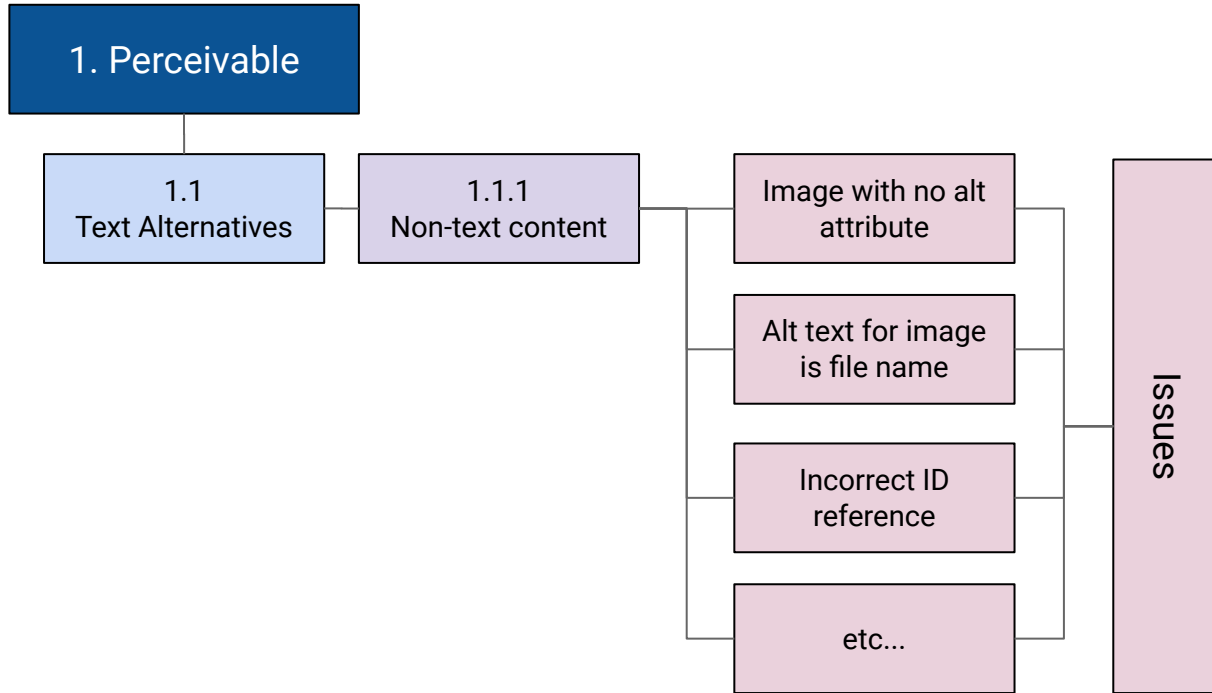 1. Perceivable
1.1
Text Alternatives
1.1.1
Non-text content
Image with no alt
attribute
Alt text for image
is file name
Incorrect ID
reference
etc...
Issues